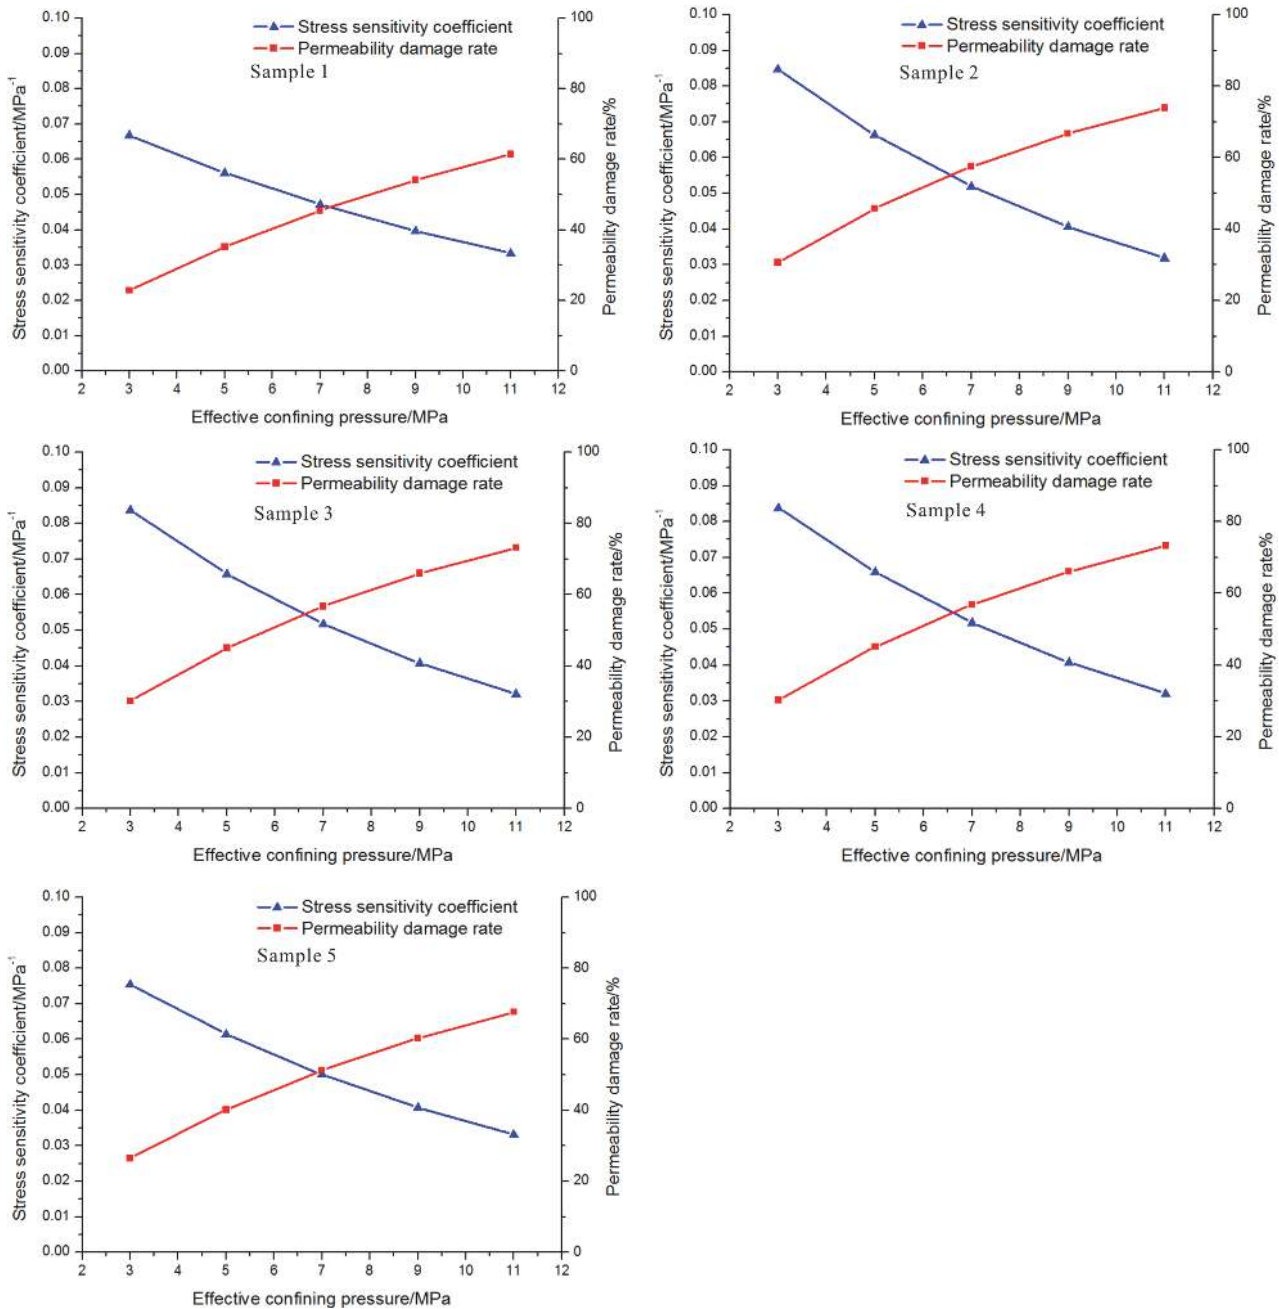 Stress sensitivity coefficient
Permeability damage rate
Sample 1
0.10
0.09
0.08
0.07
0.06
0.05
0.04
0.03
0.02
0.01
0.00
Stress sensitivity coefficient/MPa⁻¹
100
80
60
40
20
0
Permeability damage rate/%
2 3 4 5 6 7 8 9 10 11 12
Effective confining pressure/MPa
Stress sensitivity coefficient
Permeability damage rate
Sample 2
0.10
0.09
0.08
0.07
0.06
0.05
0.04
0.03
0.02
0.01
0.00
Stress sensitivity coefficient/MPa⁻¹
100
80
60
40
20
0
Permeability damage rate/%
2 3 4 5 6 7 8 9 10 11 12
Effective confining pressure/MPa
Stress sensitivity coefficient
Permeability damage rate
Sample 3
0.10
0.09
0.08
0.07
0.06
0.05
0.04
0.03
0.02
0.01
0.00
Stress sensitivity coefficient/MPa⁻¹
100
80
60
40
20
0
Permeability damage rate/%
2 3 4 5 6 7 8 9 10 11 12
Effective confining pressure/MPa
Stress sensitivity coefficient
Permeability damage rate
Sample 4
0.10
0.09
0.08
0.07
0.06
0.05
0.04
0.03
0.02
0.01
0.00
Stress sensitivity coefficient/MPa⁻¹
100
80
60
40
20
0
Permeability damage rate%
2 3 4 5 6 7 8 9 10 11 12
Effective confining pressure/MPa
Stress sensitivity coefficient
Permeability damage rate
Sample 5
0.10
0.09
0.08
0.07
0.06
0.05
0.04
0.03
0.02
0.01
0.00
Stress sensitivity coefficient/MPa⁻¹
100
80
60
40
20
0
Permeability damage rate/%
2 3 4 5 6 7 8 9 10 11 12
Effective confining pressure/MPa